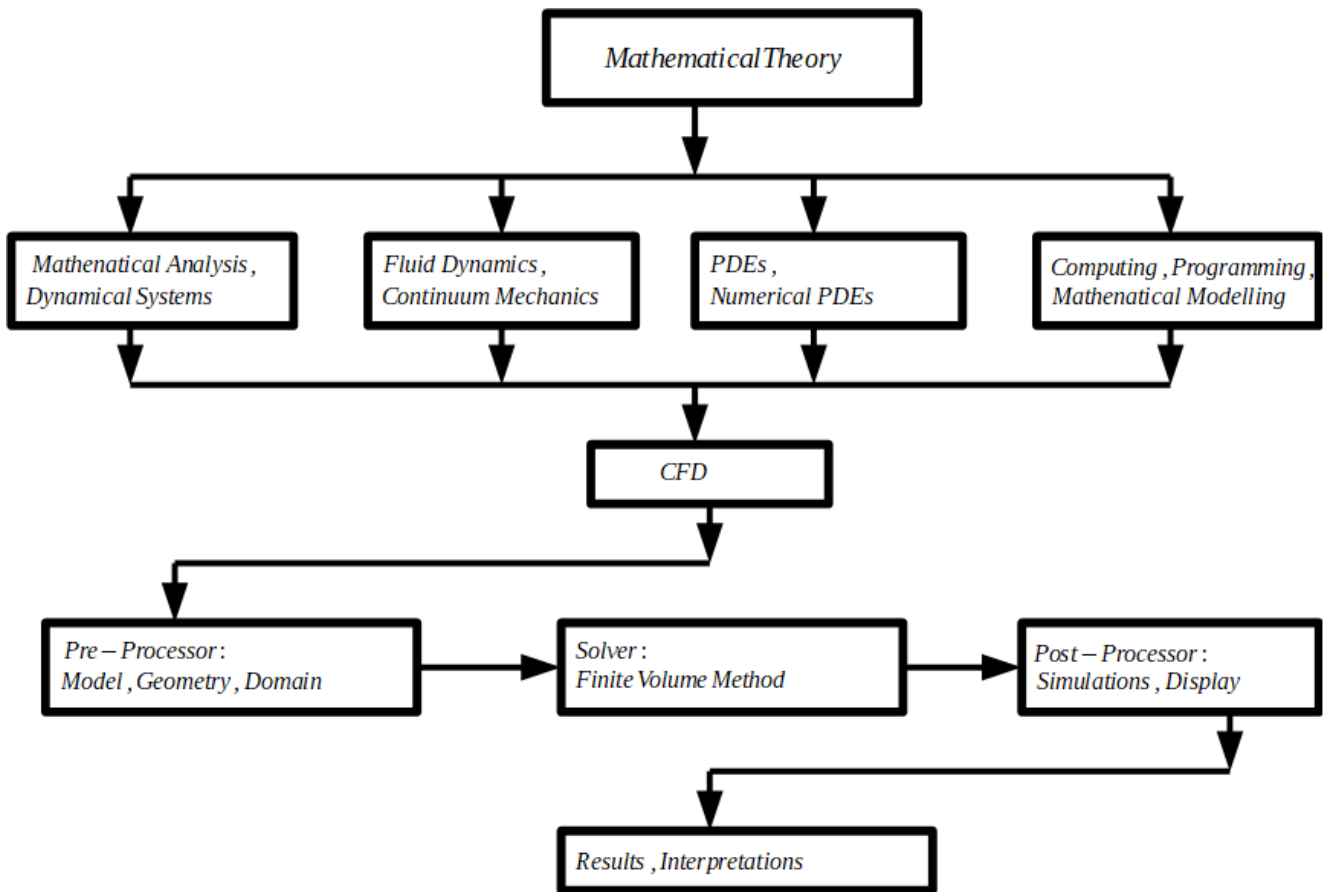 Mathematical Theory
Mathenatical Analysis ,
Dynamical Systems
Fluid Dynamics ,
Continuum Mechanics
PDEs ,
Numerical PDEs
Computing , Programming ,
Mathenatical Modelling
CFD
Pre – Processor :
Model , Geometry , Domain
Solver :
Finite Volume Method
Post – Processor :
Simulations , Display
Results , Interpretations